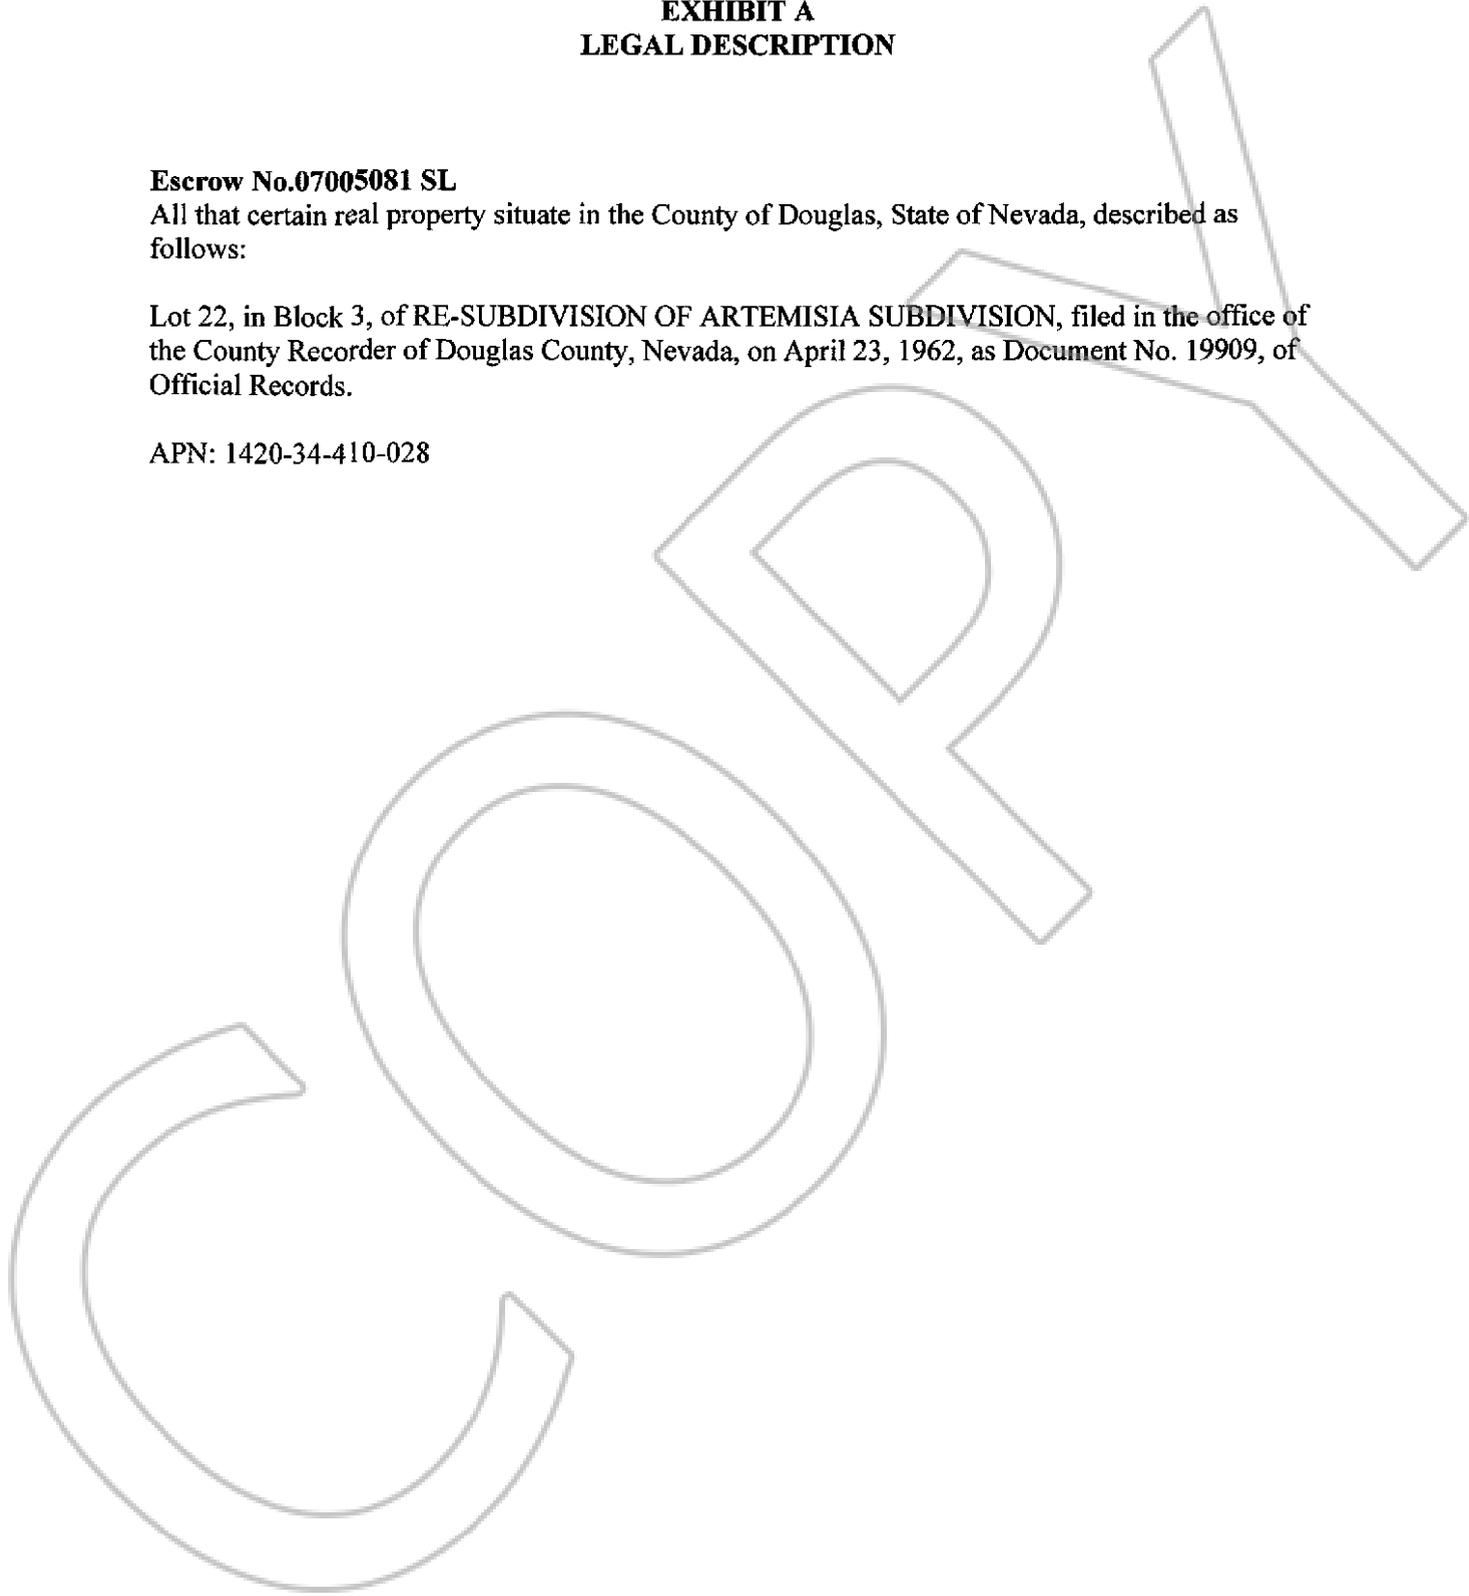 EXHIBIT A
LEGAL DESCRIPTION
Escrow No.07005081 SL
All that certain real property situate in the County of Douglas, State of Nevada, described as
follows:
Lot 22, in Block 3, of RE-SUBDIVISION OF ARTEMISIA SUBDIVISION, filed in the office of
the County Recorder of Douglas County, Nevada, on April 23, 1962, as Document No. 19909, of
Official Records.
APN: 1420-34-410-028
COPY